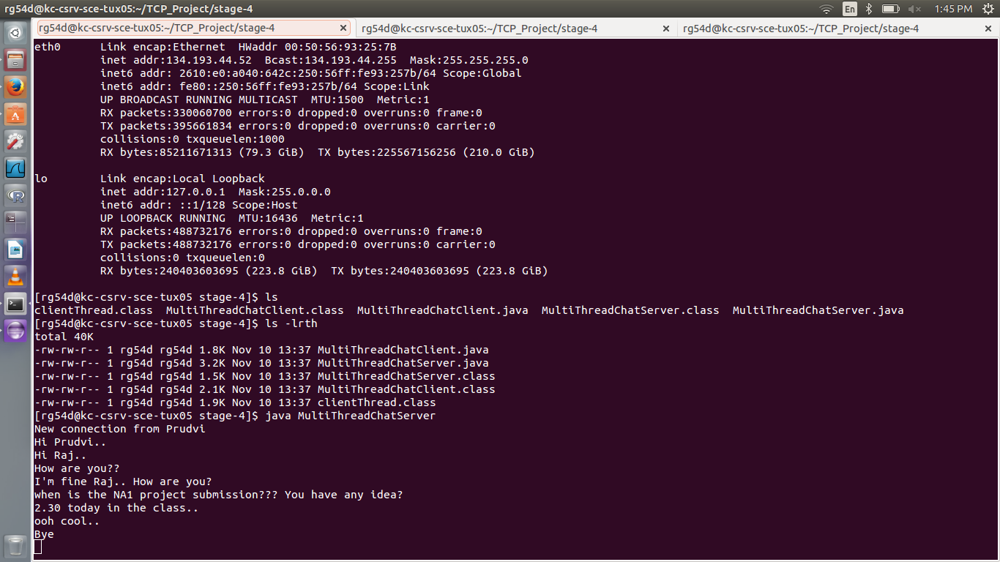 rg54d@kc-csrv-sce-tux05:~/TCP_Project/stage-4
En
1:45 PM
rg54d@kc-csrv-sce-tux05:~/TCP_Project/stage-4
rg54d@kc-csrv-sce-tux05:~/TCP_Project/stage-4
rg54d@kc-csrv-sce-tux05:~/TCP_Project/stage-4
eth0      Link encap:Ethernet  HWaddr 00:50:56:93:25:7B
          inet addr:134.193.44.52  Bcast:134.193.44.255  Mask:255.255.255.0
          inet6 addr: 2610:e0:a040:642c:250:56ff:fe93:257b/64 Scope:Global
          inet6 addr: fe80::250:56ff:fe93:257b/64 Scope:Link
          UP BROADCAST RUNNING MULTICAST  MTU:1500  Metric:1
          RX packets:330060700 errors:0 dropped:0 overruns:0 frame:0
          TX packets:395661834 errors:0 dropped:0 overruns:0 carrier:0
          collisions:0 txqueuelen:1000
          RX bytes:85211671313 (79.3 GiB)  TX bytes:225567156256 (210.0 GiB)
lo        Link encap:Local Loopback
          inet addr:127.0.0.1  Mask:255.0.0.0
          inet6 addr: ::1/128 Scope:Host
          UP LOOPBACK RUNNING  MTU:16436  Metric:1
          RX packets:488732176 errors:0 dropped:0 overruns:0 frame:0
          TX packets:488732176 errors:0 dropped:0 overruns:0 carrier:0
          collisions:0 txqueuelen:0
          RX bytes:240403603695 (223.8 GiB)  TX bytes:240403603695 (223.8 GiB)
[rg54d@kc-csrv-sce-tux05 stage-4]$ ls
clientThread.class  MultiThreadChatClient.class  MultiThreadChatClient.java  MultiThreadChatServer.class  MultiThreadChatServer.java
[rg54d@kc-csrv-sce-tux05 stage-4]$ ls -lrth
total 40K
-rw-rw-r-- 1 rg54d rg54d 1.8K Nov 10 13:37 MultiThreadChatClient.java
-rw-rw-r-- 1 rg54d rg54d 3.2K Nov 10 13:37 MultiThreadChatServer.java
-rw-rw-r-- 1 rg54d rg54d 1.5K Nov 10 13:37 MultiThreadChatServer.class
-rw-rw-r-- 1 rg54d rg54d 2.1K Nov 10 13:37 MultiThreadChatClient.class
-rw-rw-r-- 1 rg54d rg54d 1.9K Nov 10 13:37 clientThread.class
[rg54d@kc-csrv-sce-tux05 stage-4]$ java MultiThreadChatServer
New connection from Prudvi
Hi Prudvi..
Hi Raj..
How are you??
I'm fine Raj.. How are you?
when is the NA1 project submission??? You have any idea?
2.30 today in the class..
ooh cool..
Bye